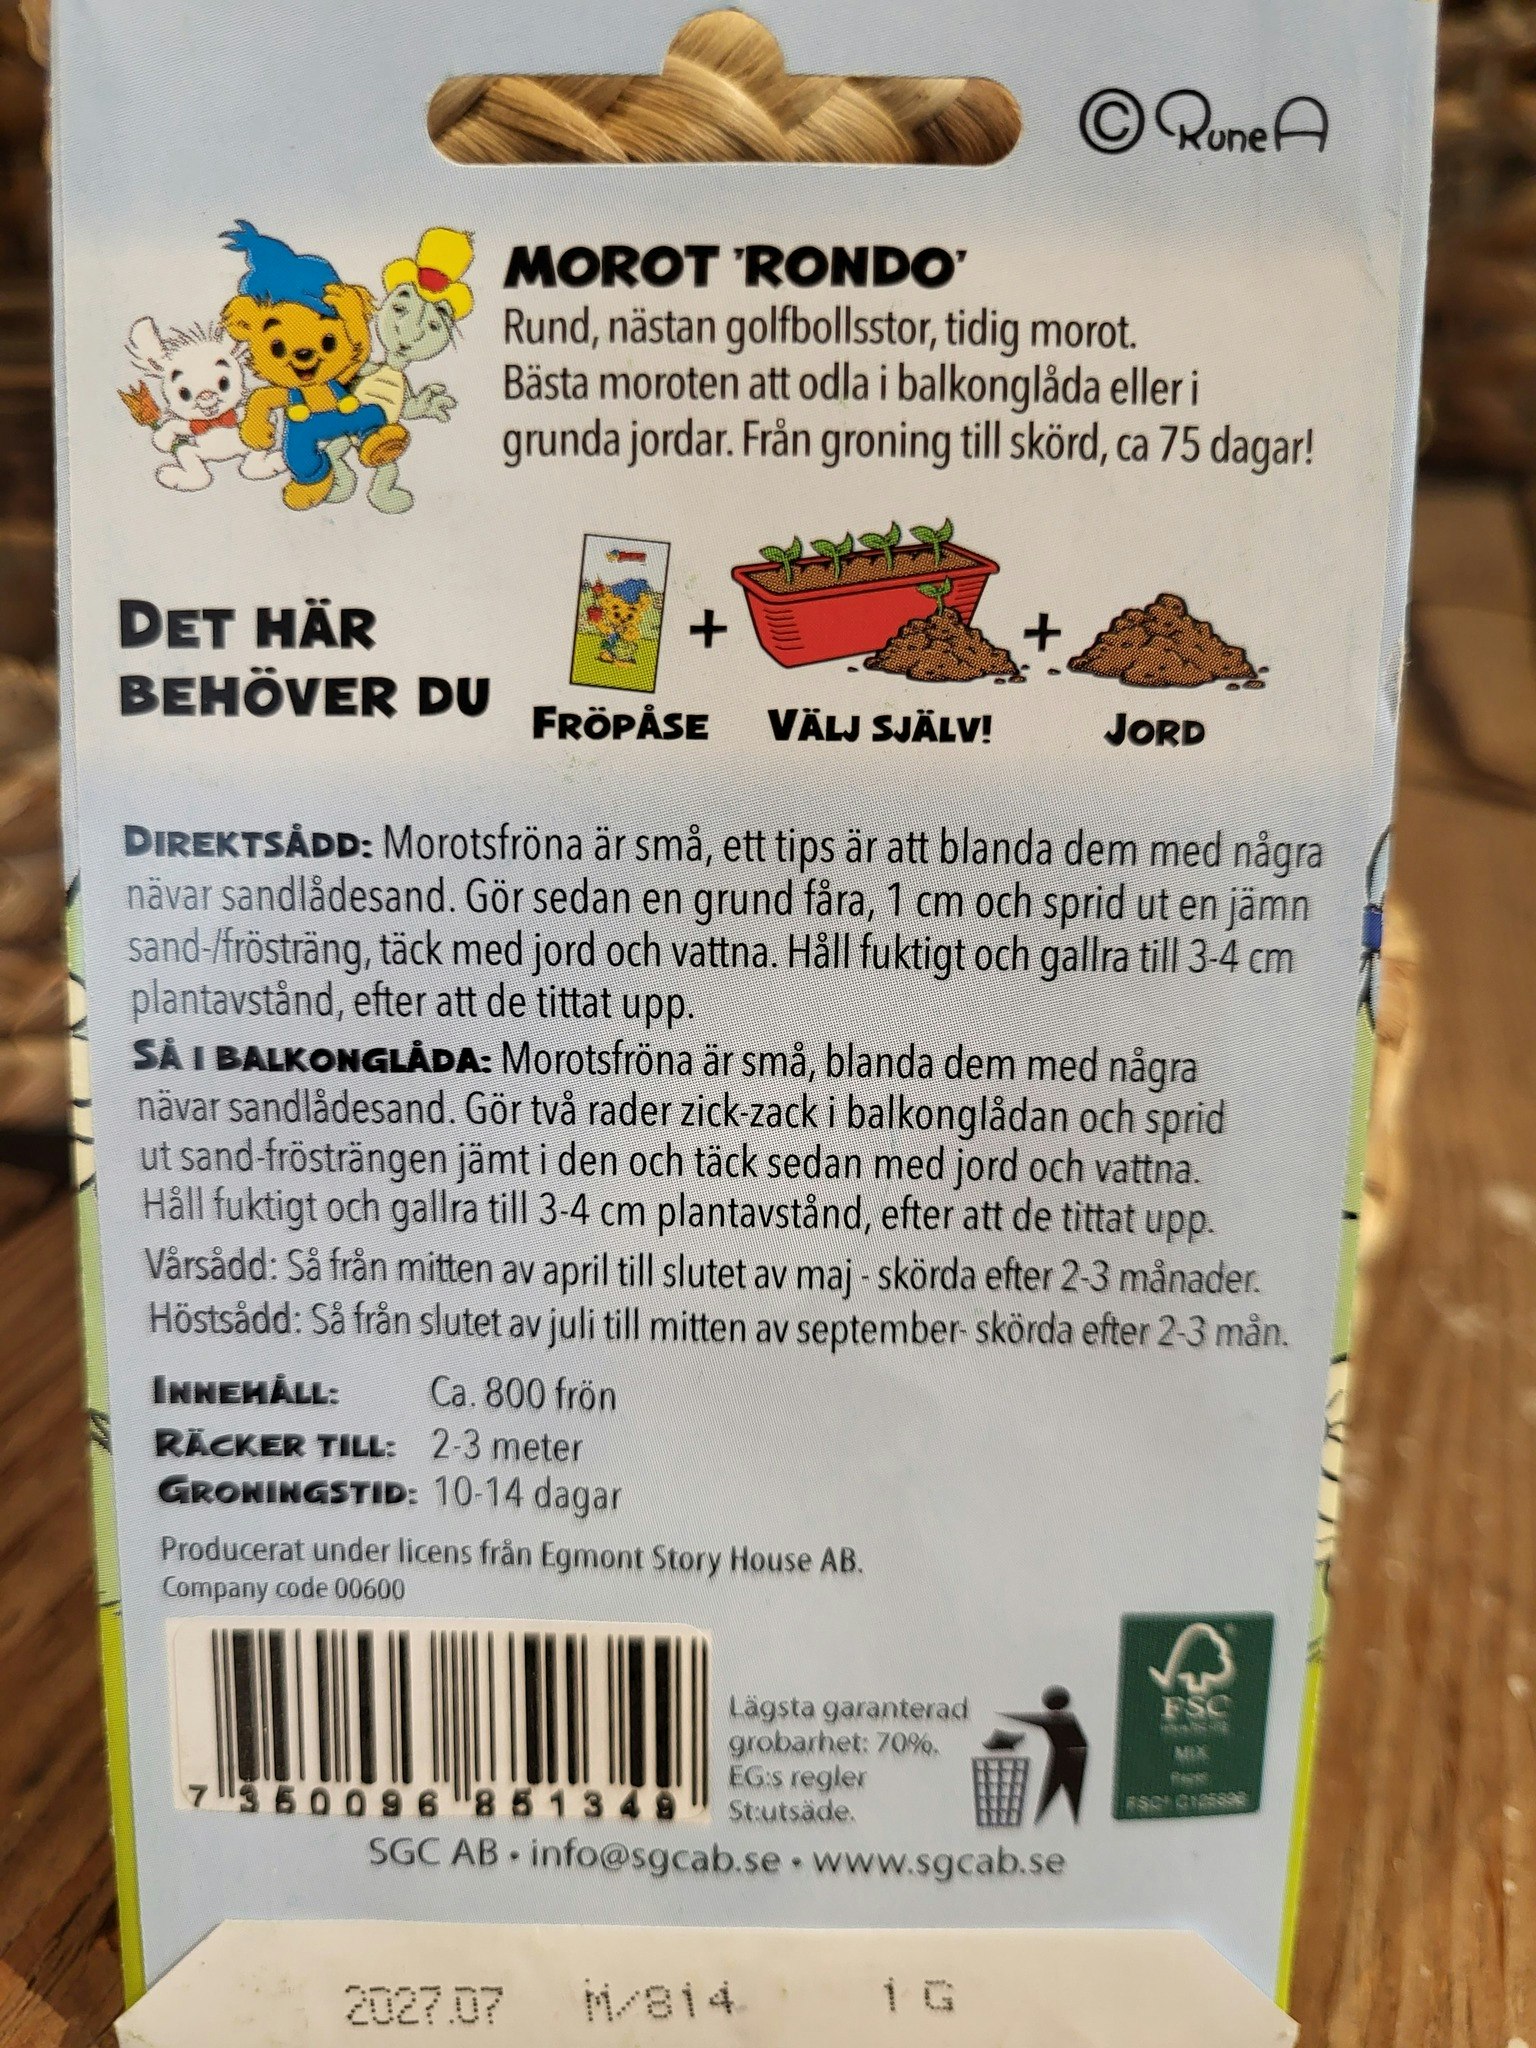 © Rune A
MOROT 'RONDO'
Rund, nästan golfbollsstor, tidig morot.
Bästa moroten att odla i balkonglåda eller i
grunda jordar. Från groning till skörd, ca 75 dagar!
DET HÄR
BEHÖVER DU
+
+
FRÖPÅSE
VÄLJ SJÄLV!
JORD
DIREKTSÅDD: Morotsfröna är små, ett tips är att blanda dem med några
nävar sandlådesand. Gör sedan en grund fåra, 1 cm och sprid ut en jämn
sand-/frösträng, täck med jord och vattna. Håll fuktigt och gallra till 3-4 cm
plantavstånd, efter att de tittat upp.
SÅ I BALKONGLÅDA: Morotsfröna är små, blanda dem med några
nävar sandlådesand. Gör två rader zick-zack i balkonglådan och sprid
ut sand-frösträngen jämt i den och täck sedan med jord och vattna.
Håll fuktigt och gallra till 3-4 cm plantavstånd, efter att de tittat upp.
Vårsådd: Så från mitten av april till slutet av maj - skörda efter 2-3 månader.
Höstsådd: Så från slutet av juli till mitten av september- skörda efter 2-3 mån.
INNEHÅLL: Ca. 800 frön
RÄCKER TILL: 2-3 meter
GRONINGSTID: 10-14 dagar
Producerat under licens från Egmont Story House AB.
Company code 00600
7 350096 851349
Lägsta garanterad
grobarhet: 70%.
EG:s regler
St:utsäde.
FSC
MIX
SGC AB • info@sgcab.se • www.sgcab.se
2027.07 M/814 1 G